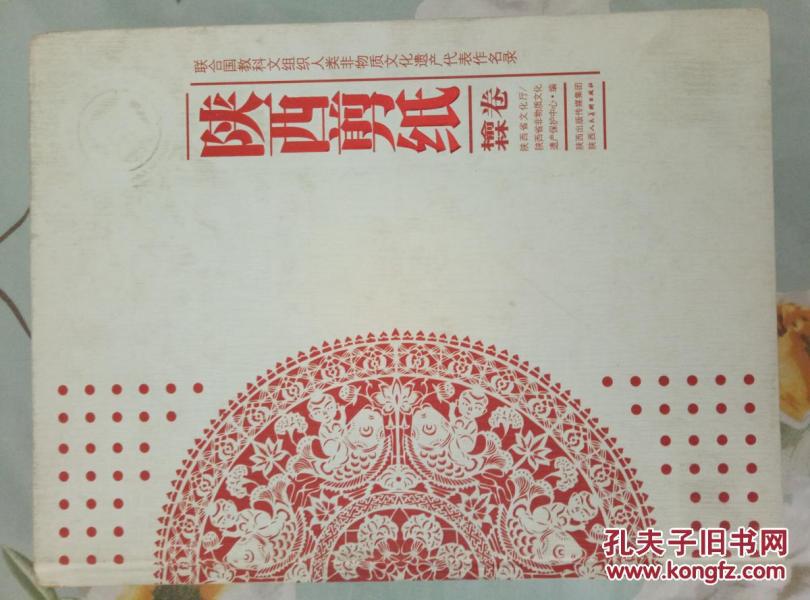 联合国教科文组织人类非物质文化遗产代表作名录
陕西剪纸
榆林卷
陕西省文化厅/
陕西省非物质文化
遗产保护中心·编
陕西出版传媒集团
陕西人民美术出版社
孔夫子旧书网
www.kongfz.com